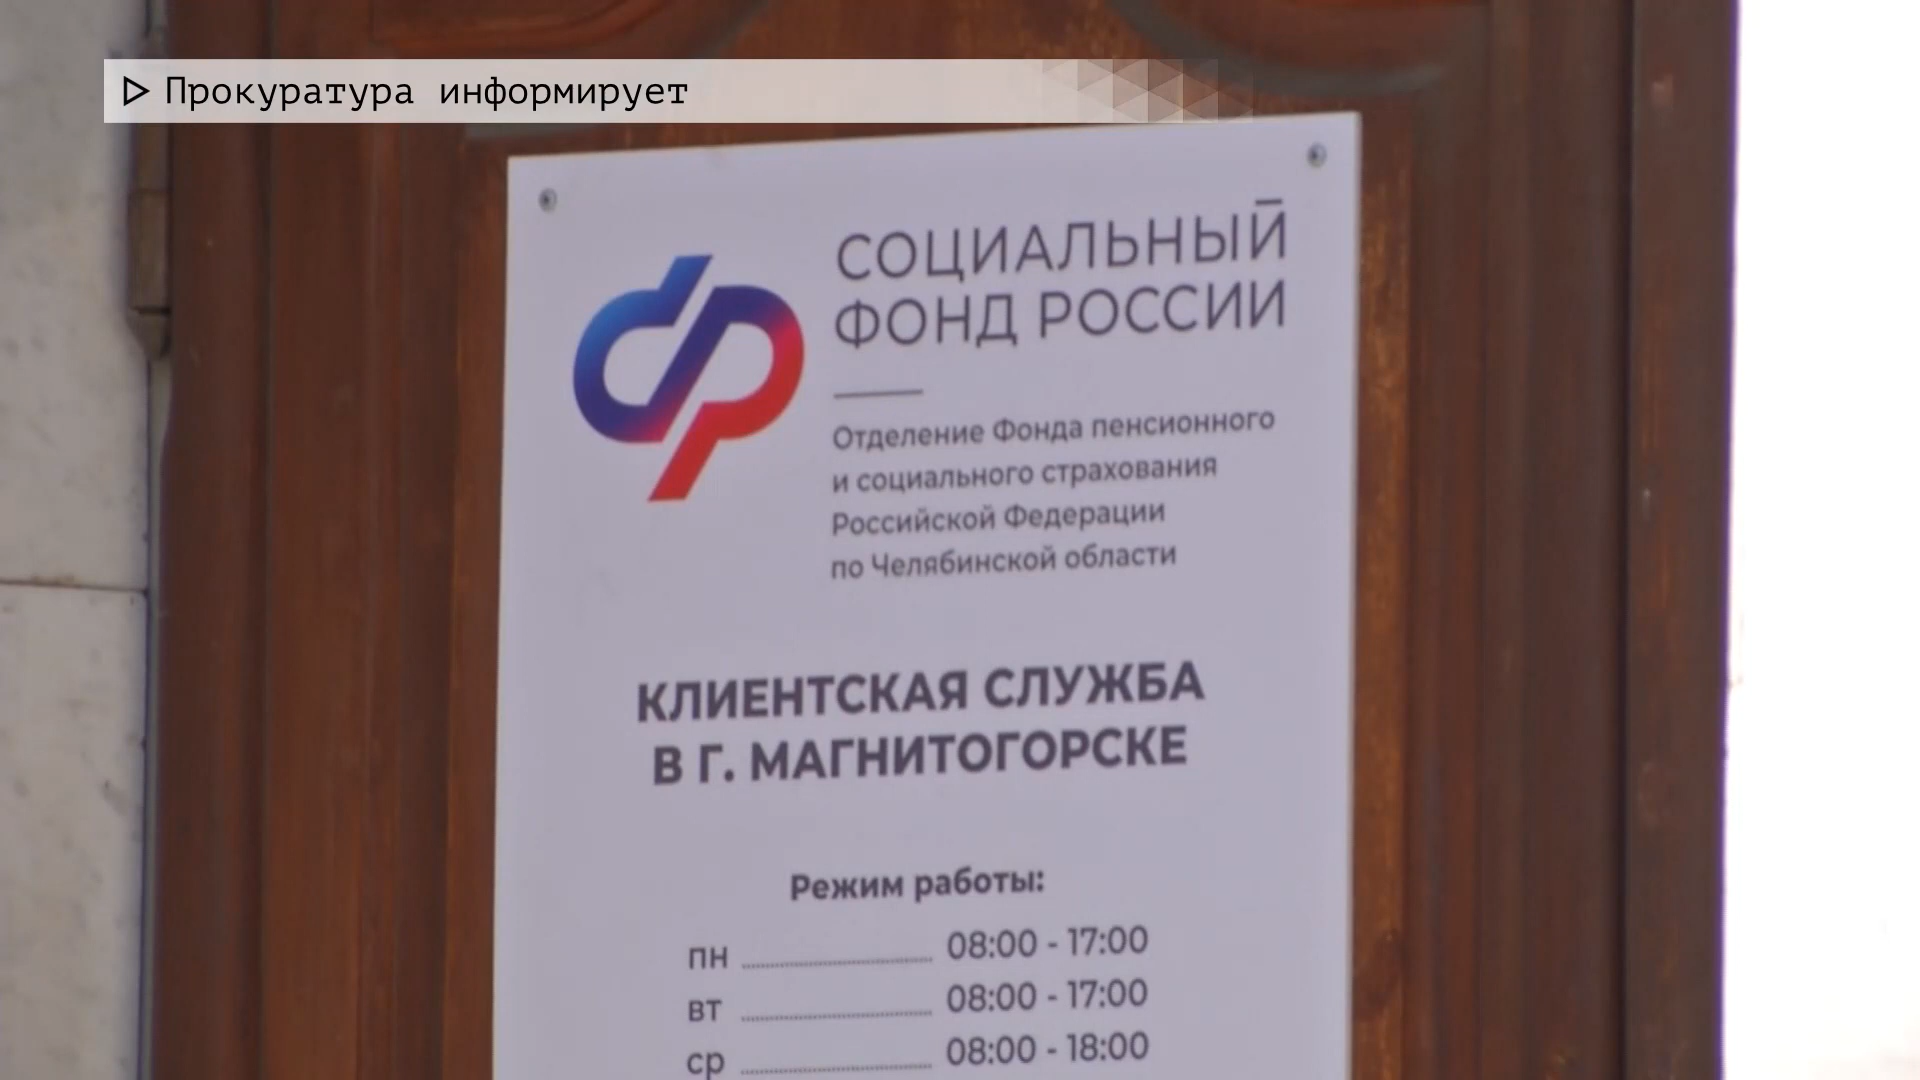 Прокуратура информирует
СОЦИАЛЬНЫЙ
ФОНД РОССИИ
Отделение Фонда пенсионного
и социального страхования
Российской Федерации
по Челябинской области
КЛИЕНТСКАЯ СЛУЖБА
В Г. МАГНИТОГОРСКЕ
Режим работы:
ПН 08:00 - 17:00
ВТ 08:00 - 17:00
СР 08:00 - 18:00